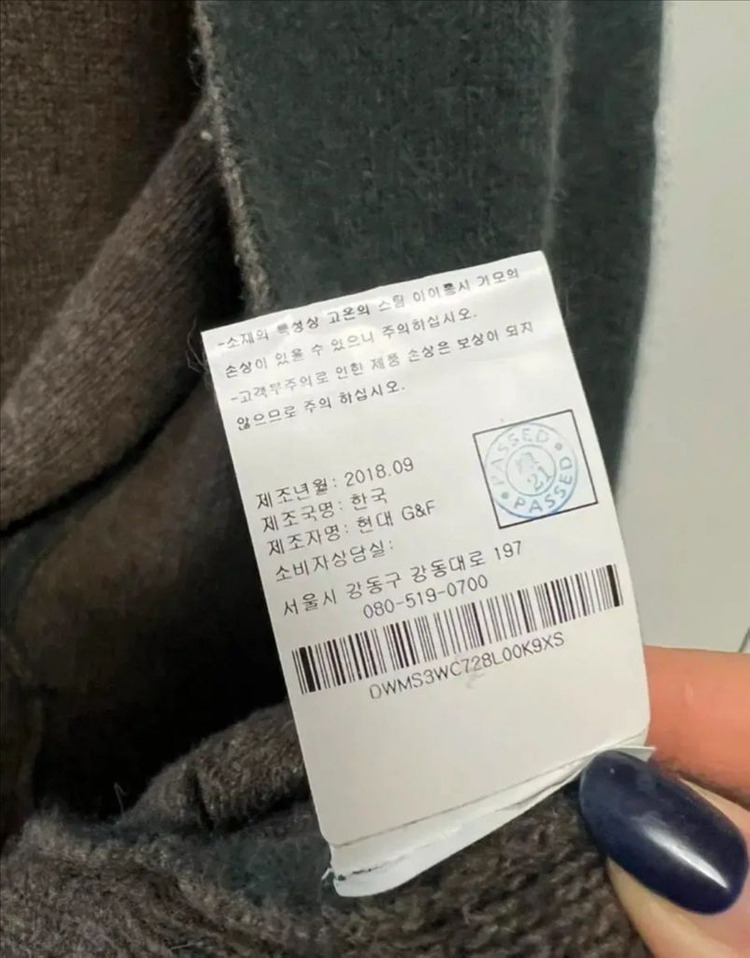 -소재의 특성상 고온의 스팀 아이롱시 기모의
손상이 있을 수 있으니 주의하십시오.
-고객부주의로 인한 제품 손상은 보상이 되지
않으므로 주의 하십시오.
제조년월: 2018.09
제조국명: 한국
제조자명: 현대 G&F
소비자상담실:
서울시 강동구 강동대로 197
080-519-0700
DWMS3WC728L00K9XS
PASSED
21
PASSED